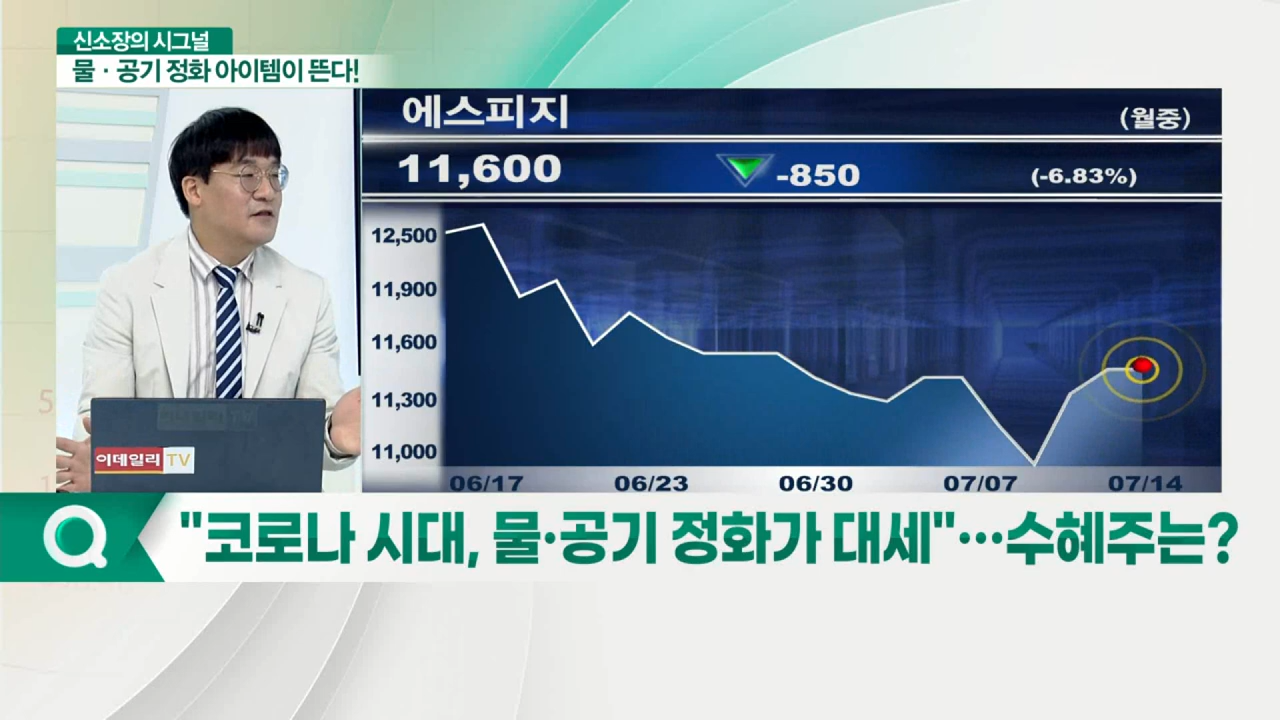 신소장의 시그널
물·공기 정화 아이템이 뜬다!
에스피지
(월중)
11,600
-850
(-6.83%)
12,500
11,900
11,600
11,300
11,000
06/17
06/23
06/30
07/07
07/14
이데일리 TV
"코로나 시대, 물·공기 정화가 대세"…수혜주는?